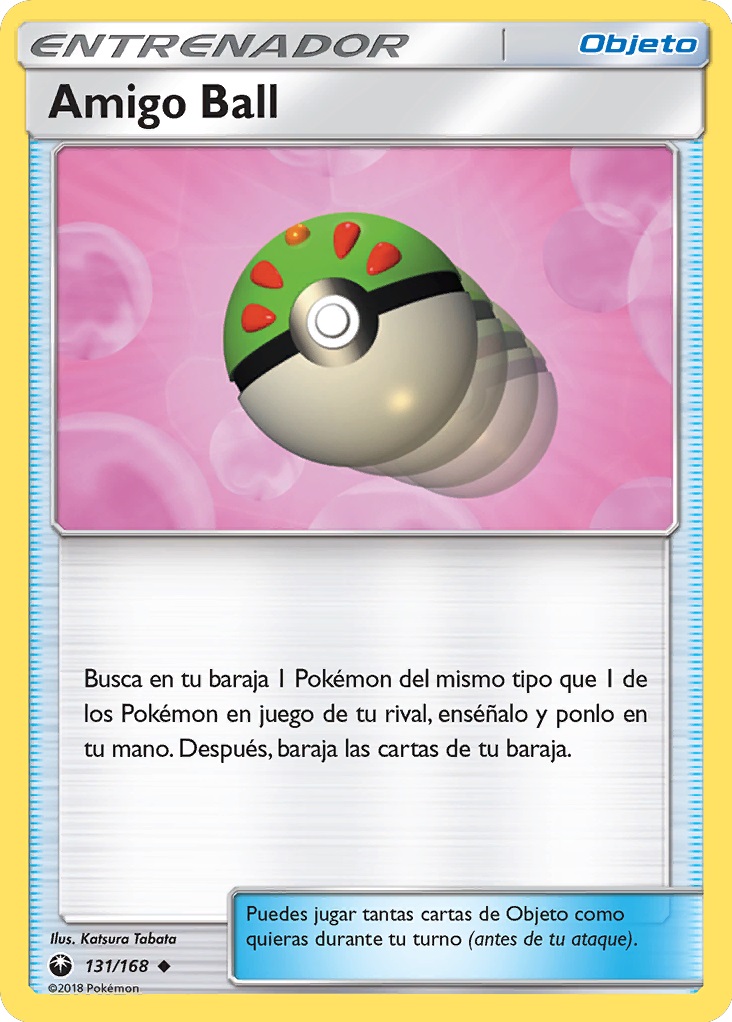 ENTRENADOR
Objeto
Amigo Ball
Busca en tu baraja 1 Pokémon del mismo tipo que 1 de
los Pokémon en juego de tu rival, enséñalo y ponlo en
tu mano. Después, baraja las cartas de tu baraja.
Puedes jugar tantas cartas de Objeto como
quieras durante tu turno (antes de tu ataque).
Ilus. Katsura Tabata
131/168
©2018 Pokémon